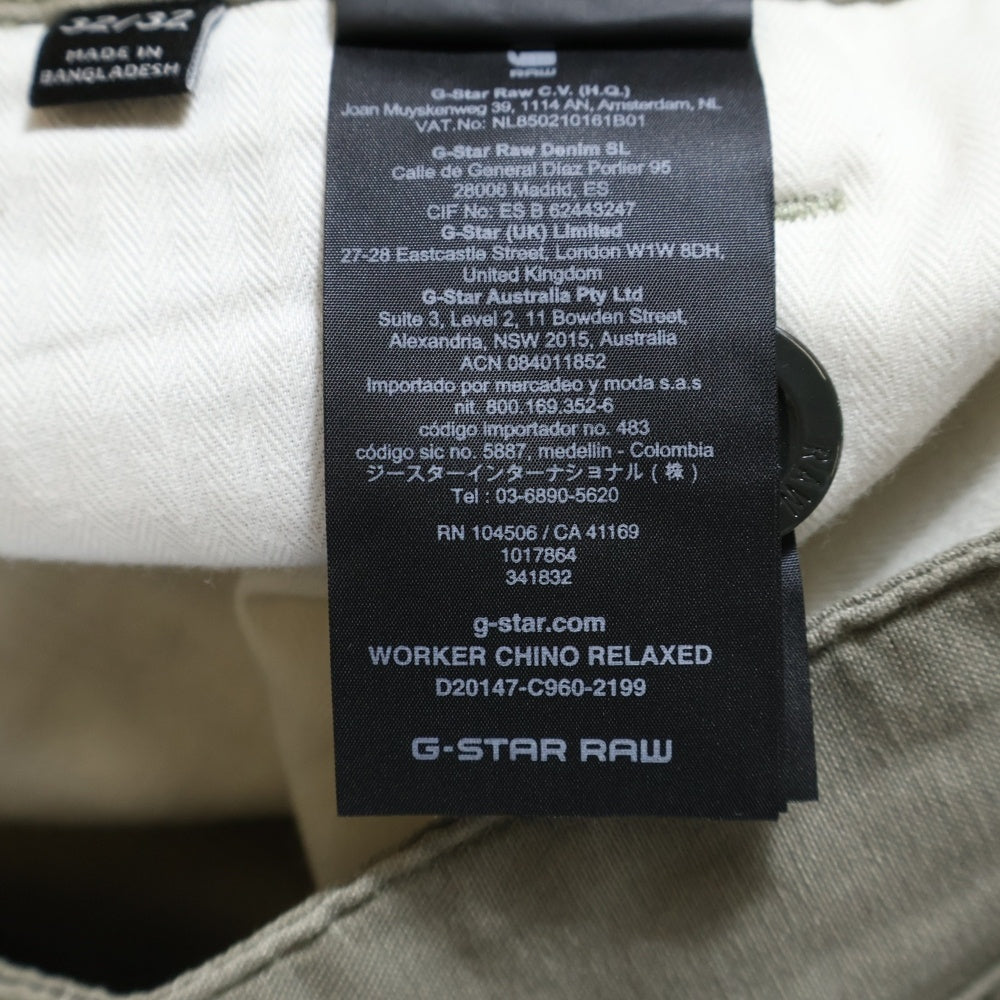 32/32
MADE IN
BANGLADESH
RAW
G-Star Raw C.V. (H.Q.)
Joan Muyskenweg 39, 1114 AN, Amsterdam, NL
VAT.No: NL850210161B01
G-Star Raw Denim SL
Calle de General Díaz Porlier 95
28006 Madrid, ES
CIF No: ES B 62443247
G-Star (UK) Limited
27-28 Eastcastle Street, London W1W 8DH,
United Kingdom
G-Star Australia Pty Ltd
Suite 3, Level 2, 11 Bowden Street,
Alexandria, NSW 2015, Australia
ACN 084011852
Importado por mercadeo y moda s.a.s
nit. 800.169.352-6
código importador no. 483
código sic no. 5887, medellin - Colombia
ジースターインターナショナル(株)
Tel : 03-6890-5620
RN 104506 / CA 41169
1017864
341832
g-star.com
WORKER CHINO RELAXED
D20147-C960-2199
G-STAR RAW
RAW